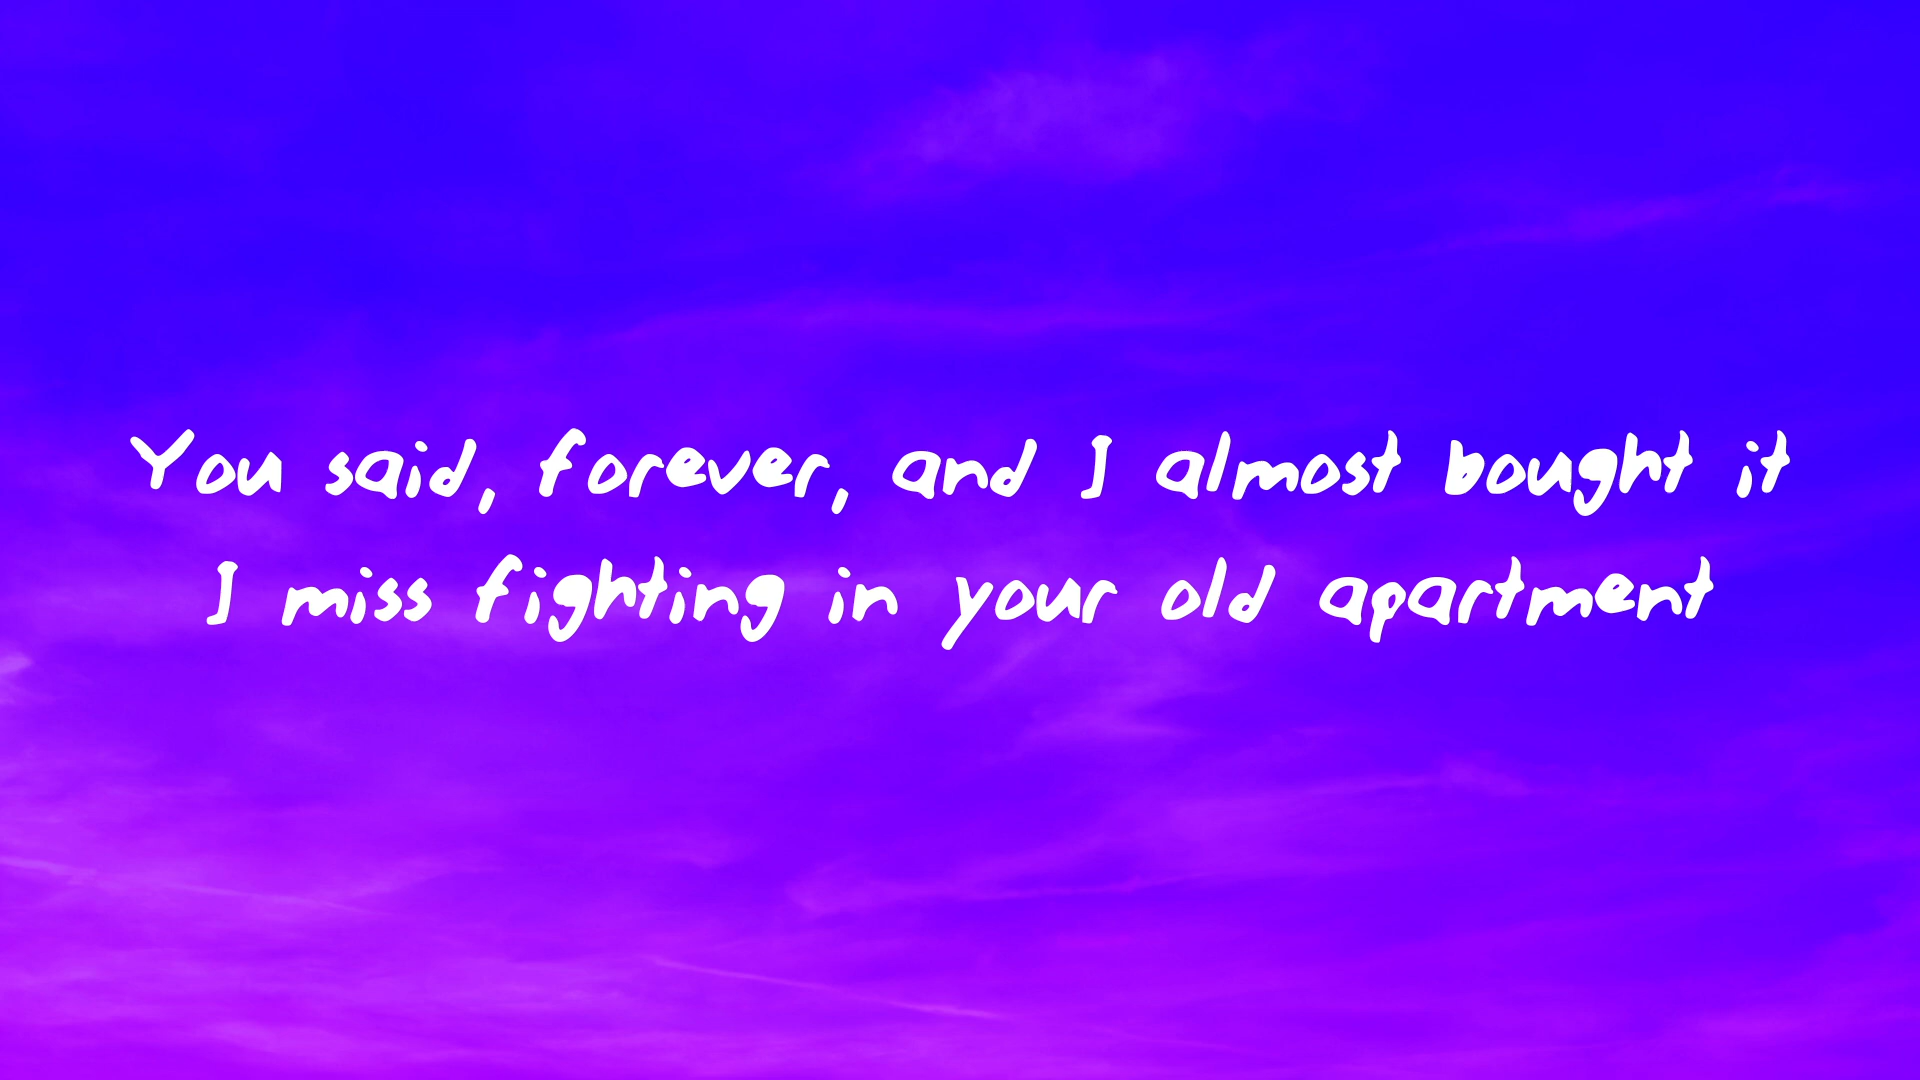 You said, forever, and I almost bought it
I miss fighting in your old apartment